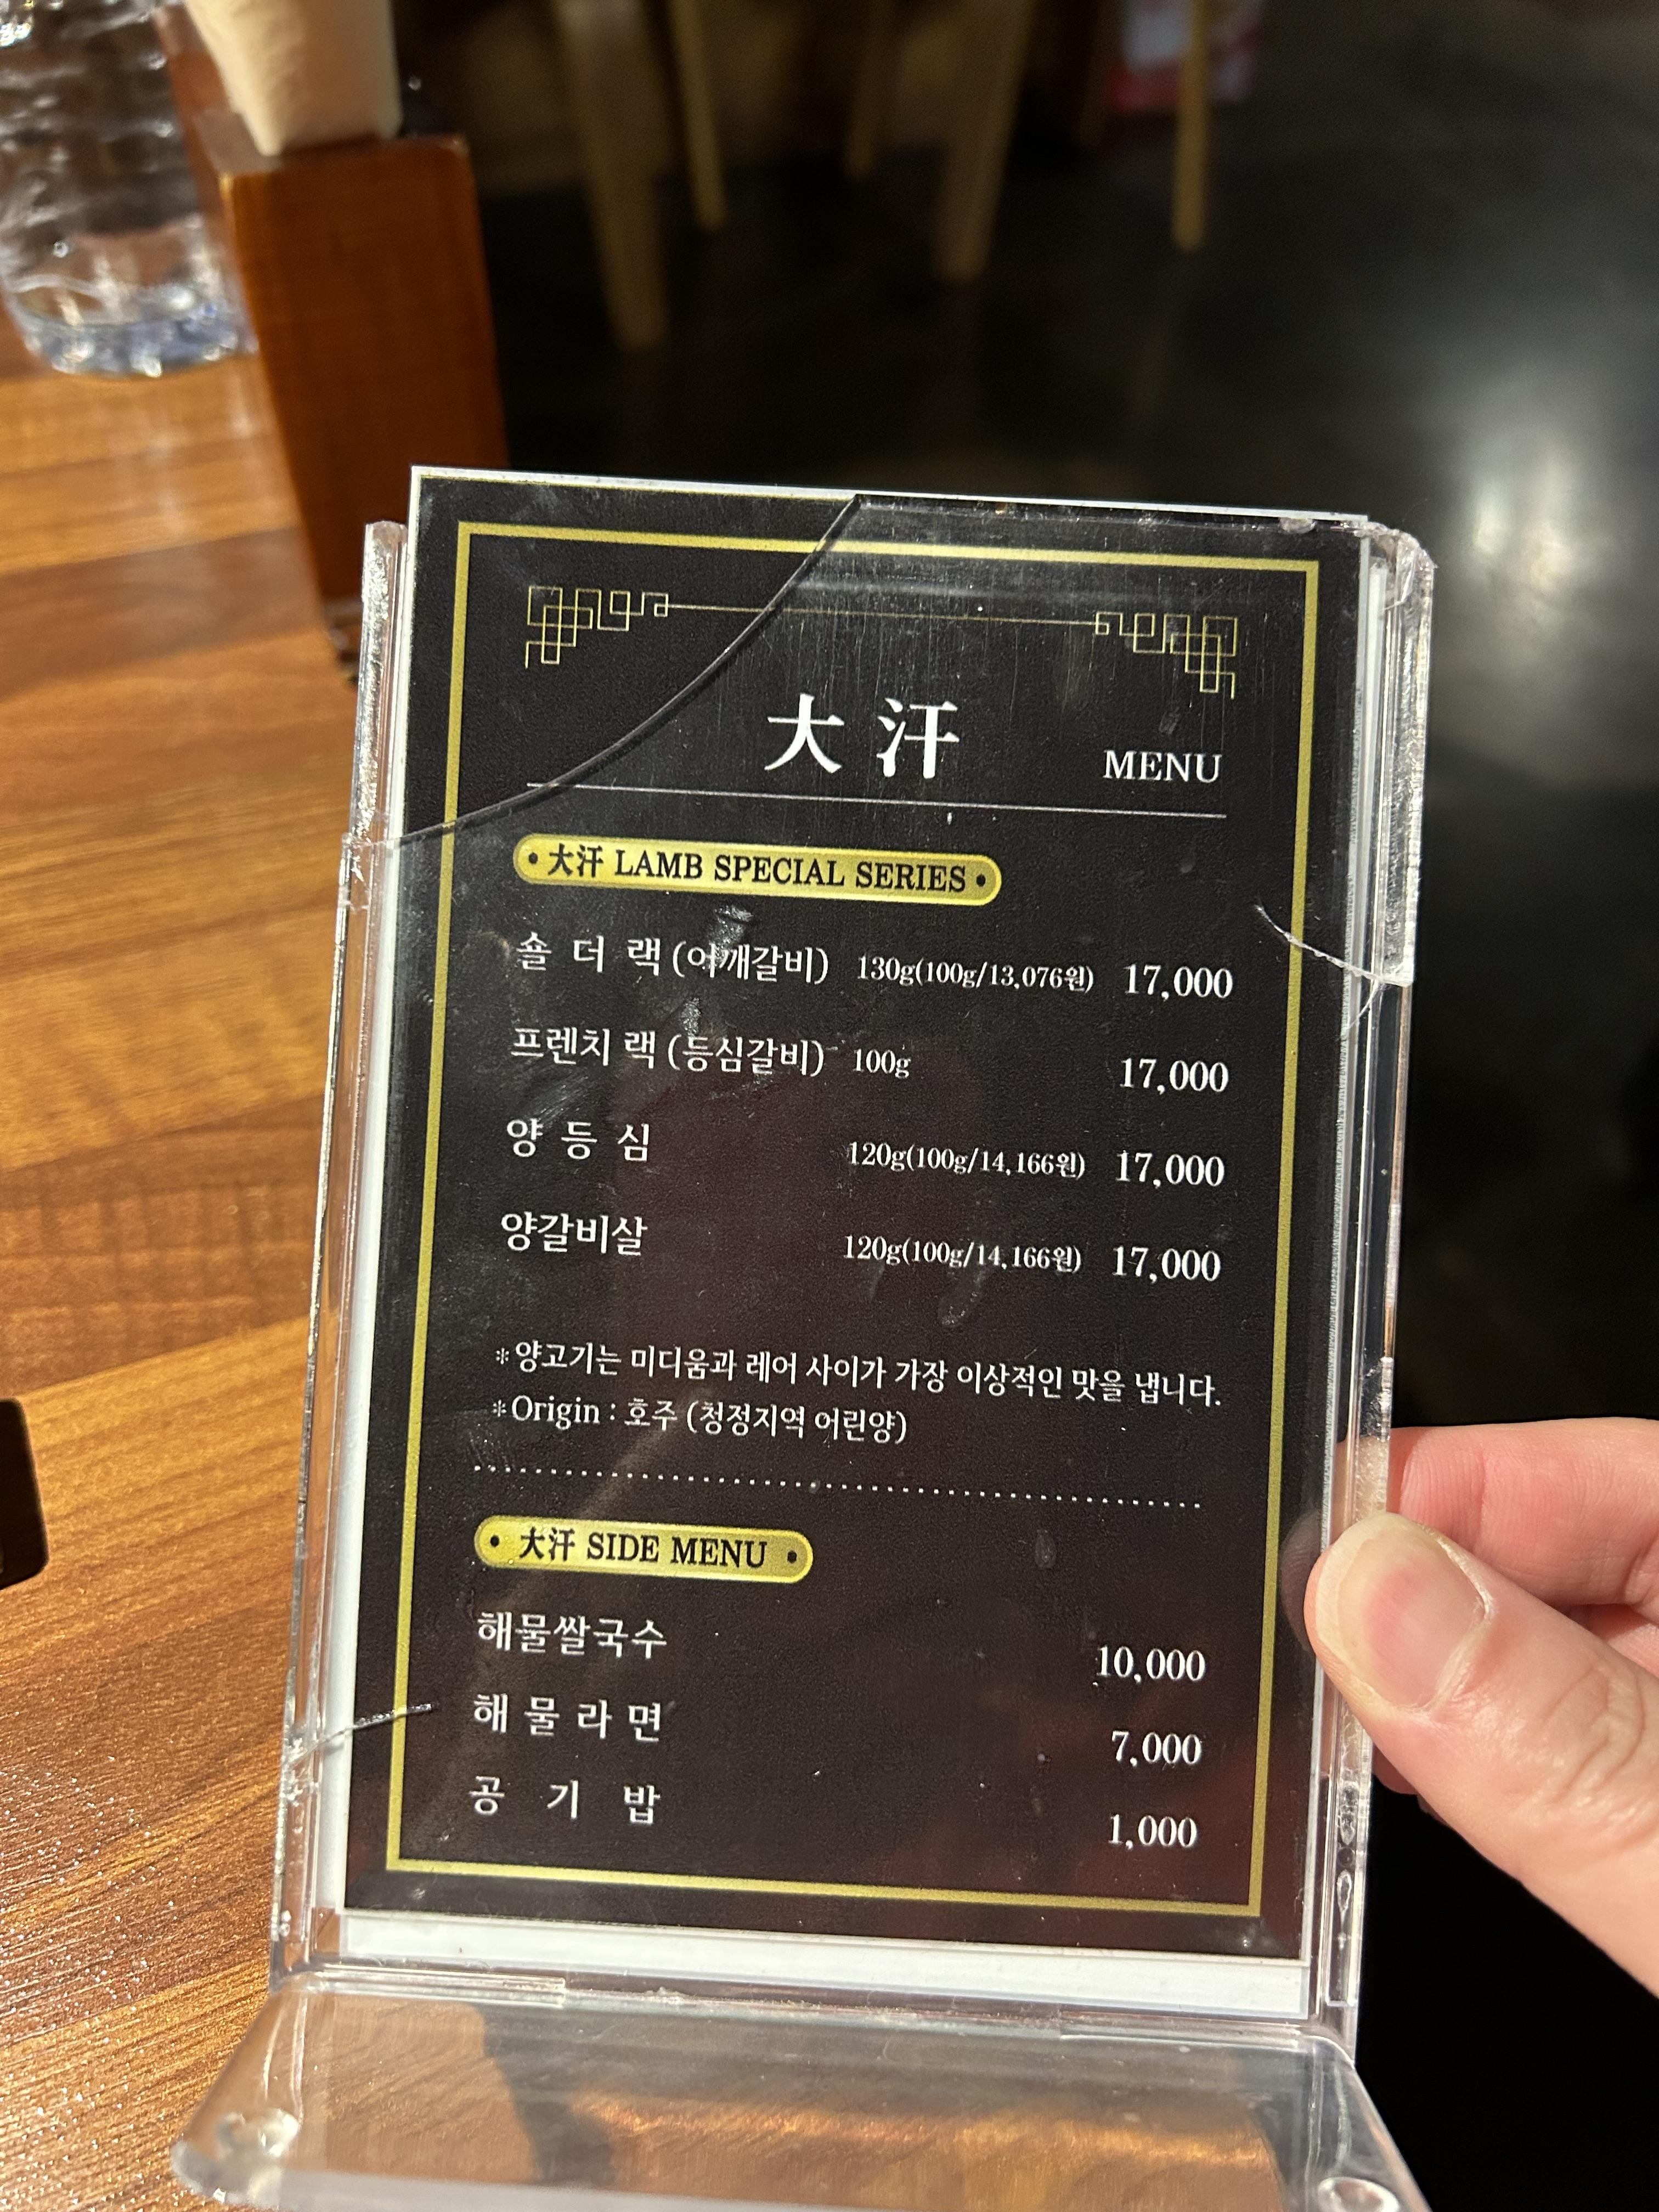 大汗 MENU
• 大汗 LAMB SPECIAL SERIES •
숄 더 랙 (어깨갈비) 130g(100g/13,076원) 17,000
프렌치 랙 (등심갈비) 100g 17,000
양 등 심 120g(100g/14,166원) 17,000
양갈비살 120g(100g/14,166원) 17,000
*양고기는 미디움과 레어 사이가 가장 이상적인 맛을 냅니다.
*Origin : 호주 (청정지역 어린양)
• 大汗 SIDE MENU •
해물쌀국수 10,000
해 물 라 면 7,000
공 기 밥 1,000